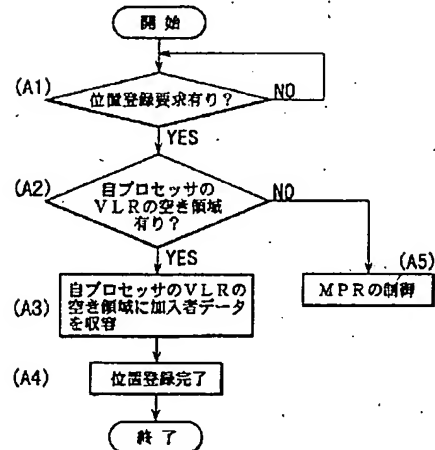 開始
(A1)
位置登録要求有り?
NO
YES
(A2)
自プロセッサの
VLRの空き領域
有り?
NO
YES
(A5)
MPRの制御
(A3)
自プロセッサのVLRの
空き領域に加入者データ
を収容
(A4)
位置登録完了
終了